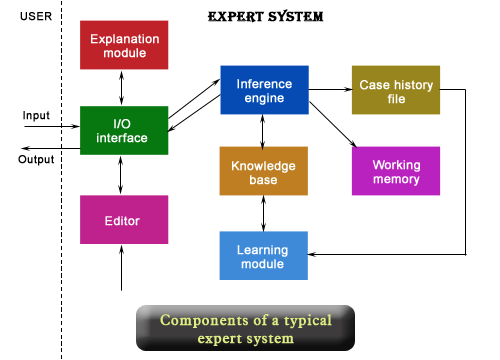 USER
EXPERT SYSTEM
Explanation
module
Inference
engine
Case history
file
Input
I/O
interface
Output
Knowledge
base
Working
memory
Editor
Learning
module
Components of a typical
expert system